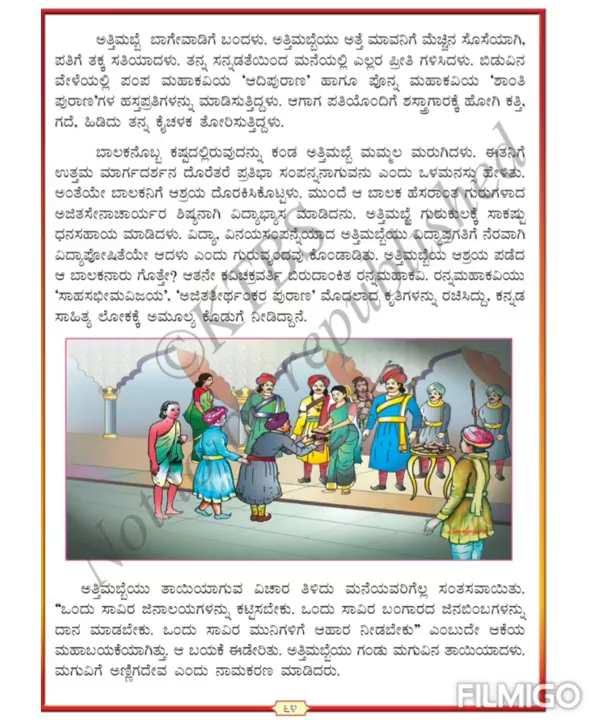 ಅತ್ತಿಮಬ್ಬೆ ಬಾಗೇವಾಡಿಗೆ ಬಂದಳು. ಅತ್ತಿಮಬ್ಬೆಯು ಅತ್ತೆ ಮಾವನಿಗೆ ಮೆಚ್ಚಿನ ಸೊಸೆಯಾಗಿ,
ಪತಿಗೆ ತಕ್ಕ ಸತಿಯಾದಳು. ತನ್ನ ಸನ್ನಡತೆಯಿಂದ ಮನೆಯಲ್ಲಿ ಎಲ್ಲರ ಪ್ರೀತಿ ಗಳಿಸಿದಳು. ಬಿಡುವಿನ
ವೇಳೆಯಲ್ಲಿ ಪಂಪ ಮಹಾಕವಿಯ ‘ಆದಿಪುರಾಣ’ ಹಾಗೂ ಪೊನ್ನ ಮಹಾಕವಿಯ ‘ಶಾಂತಿ
ಪುರಾಣ’ಗಳ ಹಸ್ತಪ್ರತಿಗಳನ್ನು ಮಾಡಿಸುತ್ತಿದ್ದಳು. ಆಗಾಗ ಪತಿಯೊಂದಿಗೆ ಶಸ್ತ್ರಾಗಾರಕ್ಕೆ ಹೋಗಿ ಕತ್ತಿ,
ಗದೆ, ಹಿಡಿದು ತನ್ನ ಕೈಚಳಕ ತೋರಿಸುತ್ತಿದ್ದಳು.
ಬಾಲಕನೊಬ್ಬ ಕಷ್ಟದಲ್ಲಿರುವುದನ್ನು ಕಂಡ ಅತ್ತಿಮಬ್ಬೆ ಮಮ್ಮಲ ಮರುಗಿದಳು. ಈತನಿಗೆ
ಉತ್ತಮ ಮಾರ್ಗದರ್ಶನ ದೊರೆತರೆ ಪ್ರತಿಭಾ ಸಂಪನ್ನನಾಗುವನು ಎಂದು ಒಳಮನಸ್ಸು ಹೇಳಿತು.
ಅಂತೆಯೇ ಬಾಲಕನಿಗೆ ಆಶ್ರಯ ದೊರಕಿಸಿಕೊಟ್ಟಳು. ಮುಂದೆ ಆ ಬಾಲಕ ಹೆಸರಾಂತ ಗುರುಗಳಾದ
ಅಜಿತಸೇನಾಚಾರ್ಯರ ಶಿಷ್ಯನಾಗಿ ವಿದ್ಯಾಭ್ಯಾಸ ಮಾಡಿದನು. ಅತ್ತಿಮಬ್ಬೆ ಗುರುಕುಲಕ್ಕೆ ಸಾಕಷ್ಟು
ಧನಸಹಾಯ ಮಾಡಿದಳು. ವಿದ್ಯಾ, ವಿನಯಸಂಪನ್ನೆಯಾದ ಅತ್ತಿಮಬ್ಬೆಯು ವಿದ್ಯಾಪ್ರಗತಿಗೆ ನೆರವಾಗಿ
ವಿದ್ಯಾಪೋಷಿತೆಯೇ ಆದಳು ಎಂದು ಗುರುವೃಂದವು ಕೊಂಡಾಡಿತು. ಅತ್ತಿಮಬ್ಬೆಯ ಆಶ್ರಯ ಪಡೆದ
ಆ ಬಾಲಕನಾರು ಗೊತ್ತೇ? ಆತನೇ ಕವಿಚಕ್ರವರ್ತಿ ಬಿರುದಾಂಕಿತ ರನ್ನಮಹಾಕವಿ. ರನ್ನಮಹಾಕವಿಯು
‘ಸಾಹಸಭೀಮವಿಜಯ’, ‘ಅಜಿತತೀರ್ಥಂಕರ ಪುರಾಣ’ ಮೊದಲಾದ ಕೃತಿಗಳನ್ನು ರಚಿಸಿದ್ದು, ಕನ್ನಡ
ಸಾಹಿತ್ಯ ಲೋಕಕ್ಕೆ ಅಮೂಲ್ಯ ಕೊಡುಗೆ ನೀಡಿದ್ದಾನೆ.
©KTBS
Not to be republished
ಅತ್ತಿಮಬ್ಬೆಯು ತಾಯಿಯಾಗುವ ವಿಚಾರ ತಿಳಿದು ಮನೆಯವರಿಗೆಲ್ಲ ಸಂತಸವಾಯಿತು.
“ಒಂದು ಸಾವಿರ ಜಿನಾಲಯಗಳನ್ನು ಕಟ್ಟಿಸಬೇಕು. ಒಂದು ಸಾವಿರ ಬಂಗಾರದ ಜಿನಬಿಂಬಗಳನ್ನು
ದಾನ ಮಾಡಬೇಕು. ಒಂದು ಸಾವಿರ ಮುನಿಗಳಿಗೆ ಆಹಾರ ನೀಡಬೇಕು” ಎಂಬುದೇ ಆಕೆಯ
ಮಹಾಬಯಕೆಯಾಗಿತ್ತು. ಆ ಬಯಕೆ ಈಡೇರಿತು. ಅತ್ತಿಮಬ್ಬೆಯು ಗಂಡು ಮಗುವಿನ ತಾಯಿಯಾದಳು.
ಮಗುವಿಗೆ ಅಣ್ಣಿಗದೇವ ಎಂದು ನಾಮಕರಣ ಮಾಡಿದರು.
೬೪
FILMIGO